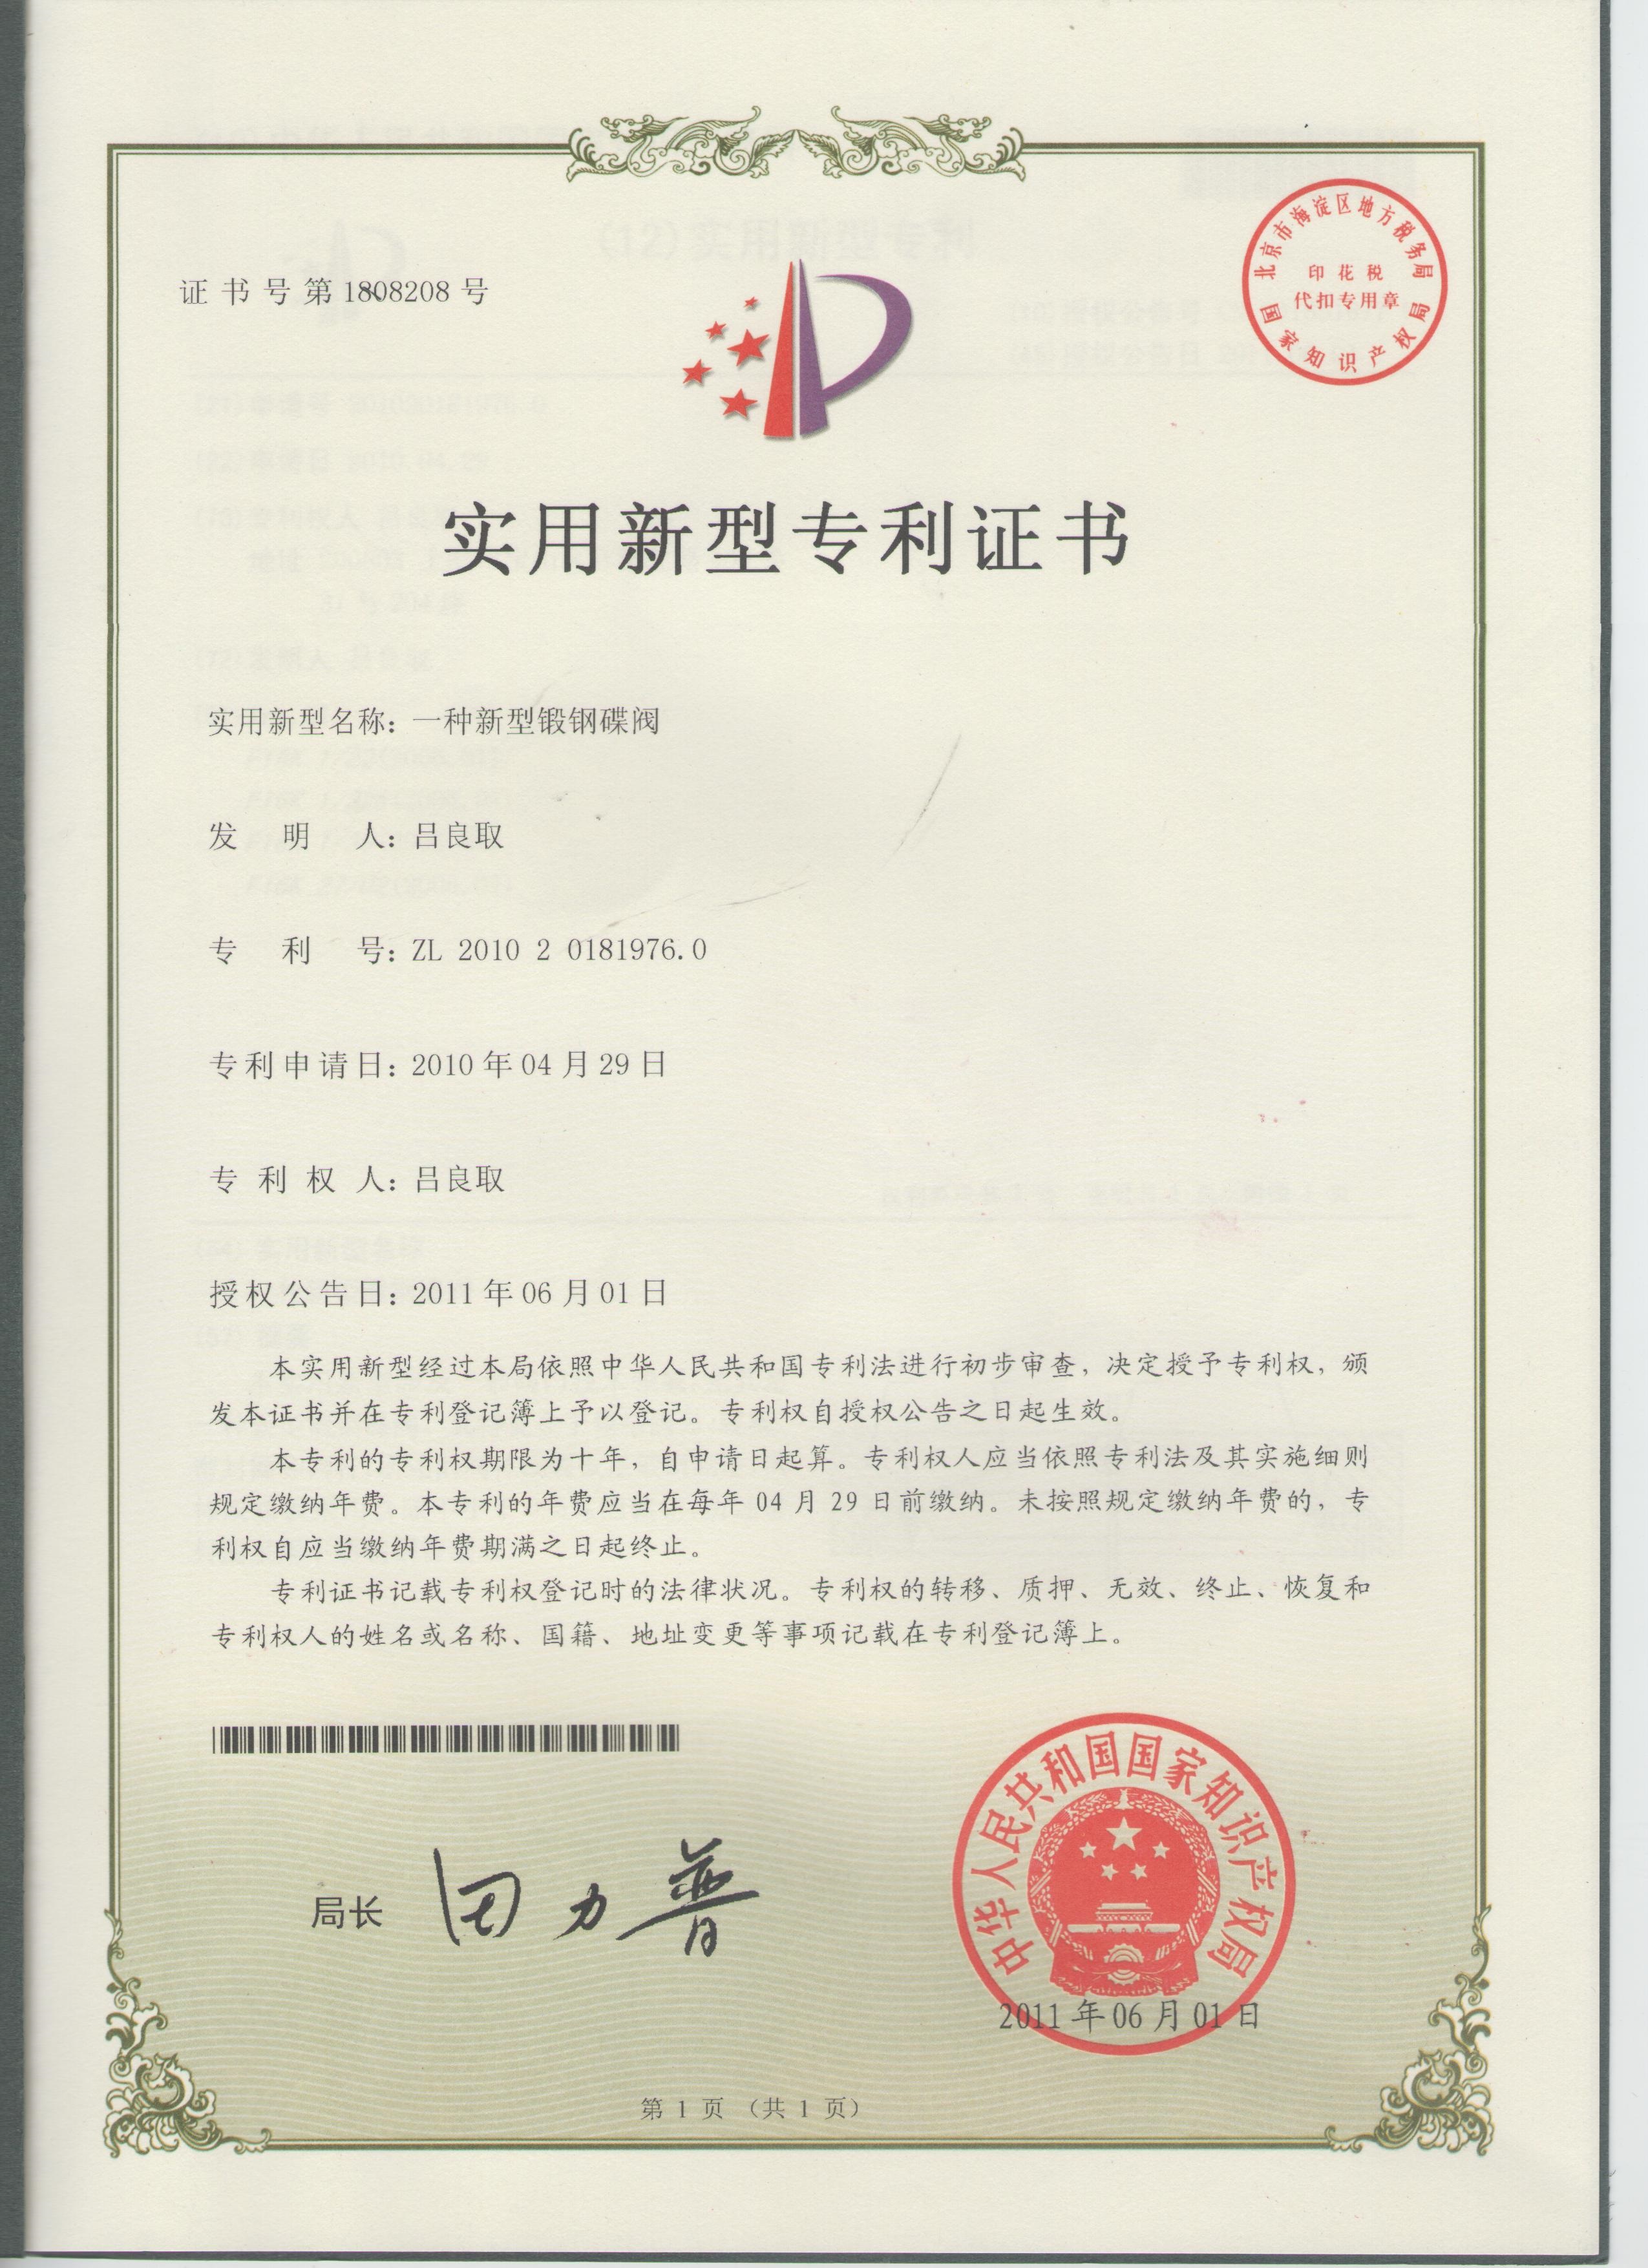 证书号第1808208号
北京市海淀区地方税务局
印花税
代扣专用章
国家知识产权局
实用新型专利证书
实用新型名称：一种新型锻钢碟阀
发明人：吕良取
专利号：ZL 2010 2 0181976.0
专利申请日：2010年04月29日
专利权人：吕良取
授权公告日：2011年06月01日
本实用新型经过本局依照中华人民共和国专利法进行初步审查，决定授予专利权，颁
发本证书并在专利登记簿上予以登记。专利权自授权公告之日起生效。
本专利的专利权期限为十年，自申请日起算。专利权人应当依照专利法及其实施细则
规定缴纳年费。本专利的年费应当在每年04月29日前缴纳。未按照规定缴纳年费的，专
利权自应当缴纳年费期满之日起终止。
专利证书记载专利权登记时的法律状况。专利权的转移、质押、无效、终止、恢复和
专利权人的姓名或名称、国籍、地址变更等事项记载在专利登记簿上。
局长 田力普
中华人民共和国国家知识产权局
2011年06月01日
第1页（共1页）